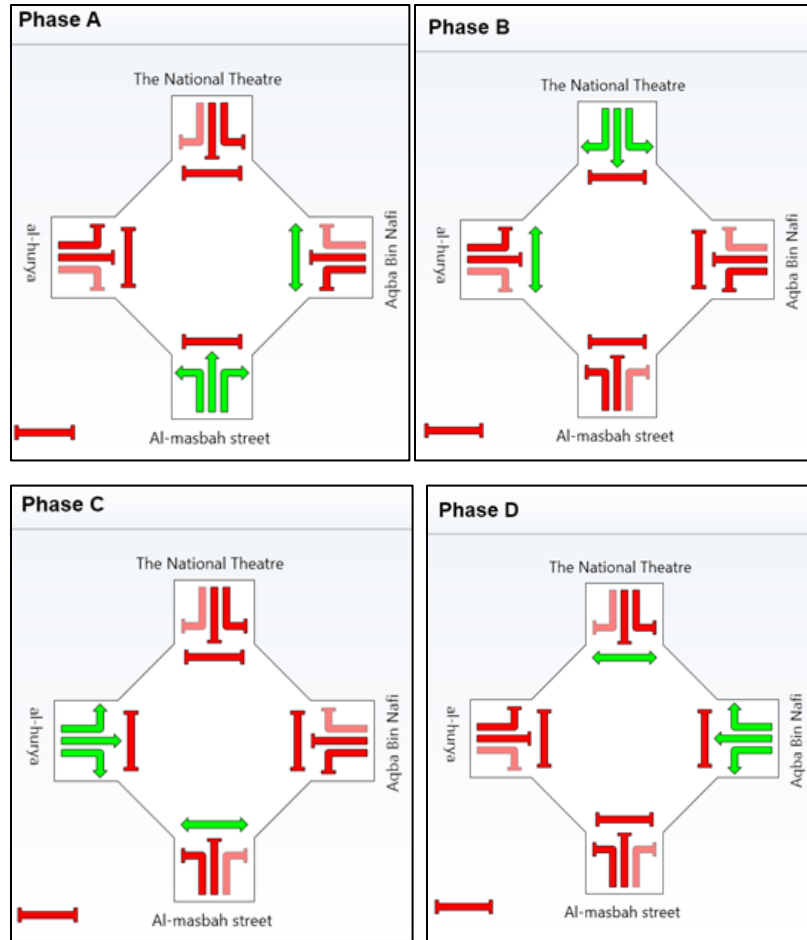 Phase A
The National Theatre
al-hurya
Aqba Bin Nafi
Al-masbah street
Phase B
The National Theatre
al-hurya
Aqba Bin Nafi
Al-masbah street
Phase C
The National Theatre
al-hurya
Aqba Bin Nafi
Al-masbah street
Phase D
The National Theatre
al-hurya
Aqba Bin Nafi
Al-masbah street